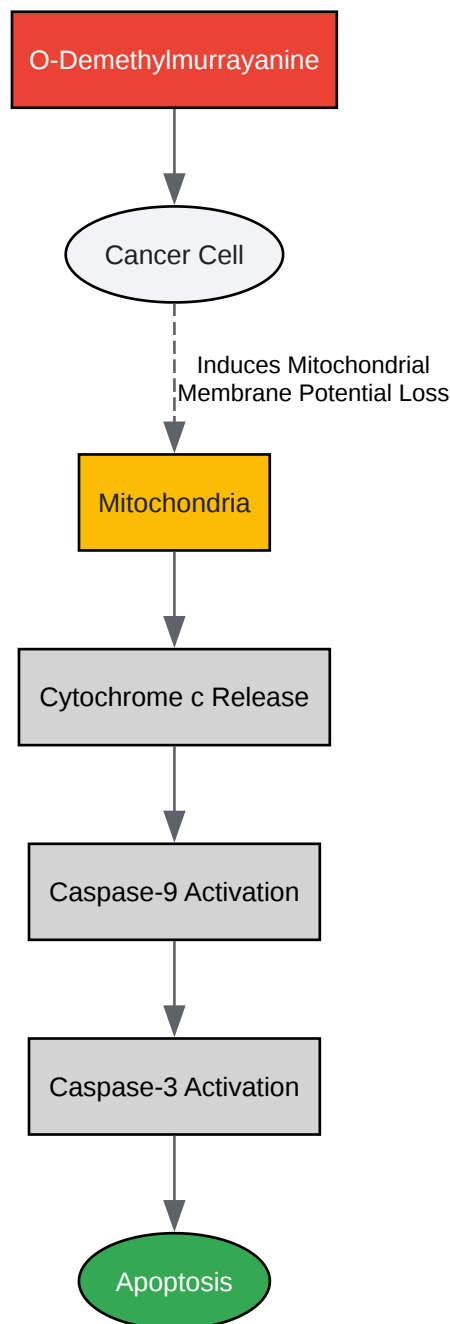 O-Demethylmurrayanine
Cancer Cell
Induces Mitochondrial
Membrane Potential Loss
Mitochondria
Cytochrome c Release
Caspase-9 Activation
Caspase-3 Activation
Apoptosis